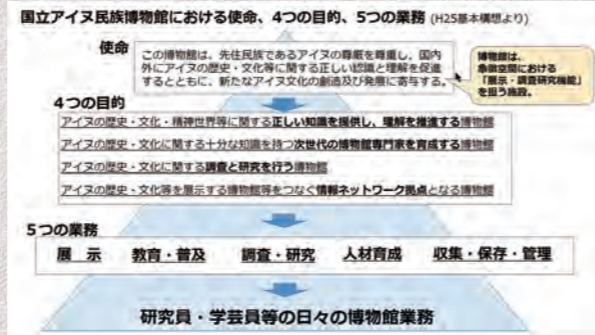 国立アイヌ民族博物館における使命、4つの目的、5つの業務 (H25基本構想より)
使命
この博物館は、先住民族であるアイヌの尊厳を尊重し、国内
外にアイヌの歴史・文化等に関する正しい認識と理解を促進
するとともに、新たなアイヌ文化の創造及び発展に寄与する。
博物館は、
象徴空間における
「展示・調査研究機能」
を担う施設。
4つの目的
アイヌの歴史・文化・精神世界等に関する正しい知識を提供し、理解を推進する博物館
アイヌの歴史・文化に関する十分な知識を持つ次世代の博物館専門家を育成する博物館
アイヌの歴史・文化に関する調査と研究を行う博物館
アイヌの歴史・文化等を展示する博物館等をつなぐ情報ネットワーク拠点となる博物館
5つの業務
展 示 教育・普及 調査・研究 人材育成 収集・保存・管理
研究員・学芸員等の日々の博物館業務